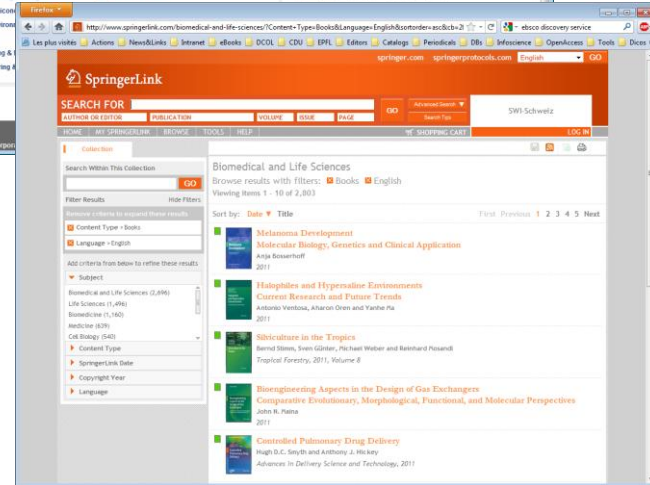 Firefox
http://www.springerlink.com/biomedical-and-life-sciences/?Content+Type=Books&Language=English&sortorder=asc&cb=2
ebsco discovery service
Les plus visités Actions News&Links Intranet eBooks DCOL CDU EPFL Editors Catalogs Periodicals DBs Infoscience OpenAccess Tools Dicos
springer.com springerprotocols.com English GO
SpringerLink
SEARCH FOR
AUTHOR OR EDITOR PUBLICATION VOLUME ISSUE PAGE GO Advanced Search Search Tips
SWI-Schweiz
HOME MY SPRINGERLINK BROWSE TOOLS HELP SHOPPING CART LOG IN
Collection
Search Within This Collection
GO
Filter Results Hide Filters
Remove criteria to expand these results
Content Type > Books
Language > English
Add criteria from below to refine these results
Subject
Biomedical and Life Sciences (2,696)
Life Sciences (1,496)
Biomedicine (1,160)
Medicine (639)
Cell Biology (540)
Content Type
SpringerLink Date
Copyright Year
Language
Biomedical and Life Sciences
Browse results with filters: Books English
Viewing items 1 - 10 of 2,803
Sort by: Date Title First Previous 1 2 3 4 5 Next
Melanoma Development
Molecular Biology, Genetics and Clinical Application
Anja Bosserhoff
2011
Halophiles and Hypersaline Environments
Current Research and Future Trends
Antonio Ventosa, Aharon Oren and Yanhe Ma
2011
Silviculture in the Tropics
Bernd Stimm, Sven Günter, Michael Weber and Reinhard Mosandl
Tropical Forestry, 2011, Volume 8
Bioengineering Aspects in the Design of Gas Exchangers
Comparative Evolutionary, Morphological, Functional, and Molecular Perspectives
John N. Maina
2011
Controlled Pulmonary Drug Delivery
Hugh D.C. Smyth and Anthony J. Hickey
Advances in Delivery Science and Technology, 2011